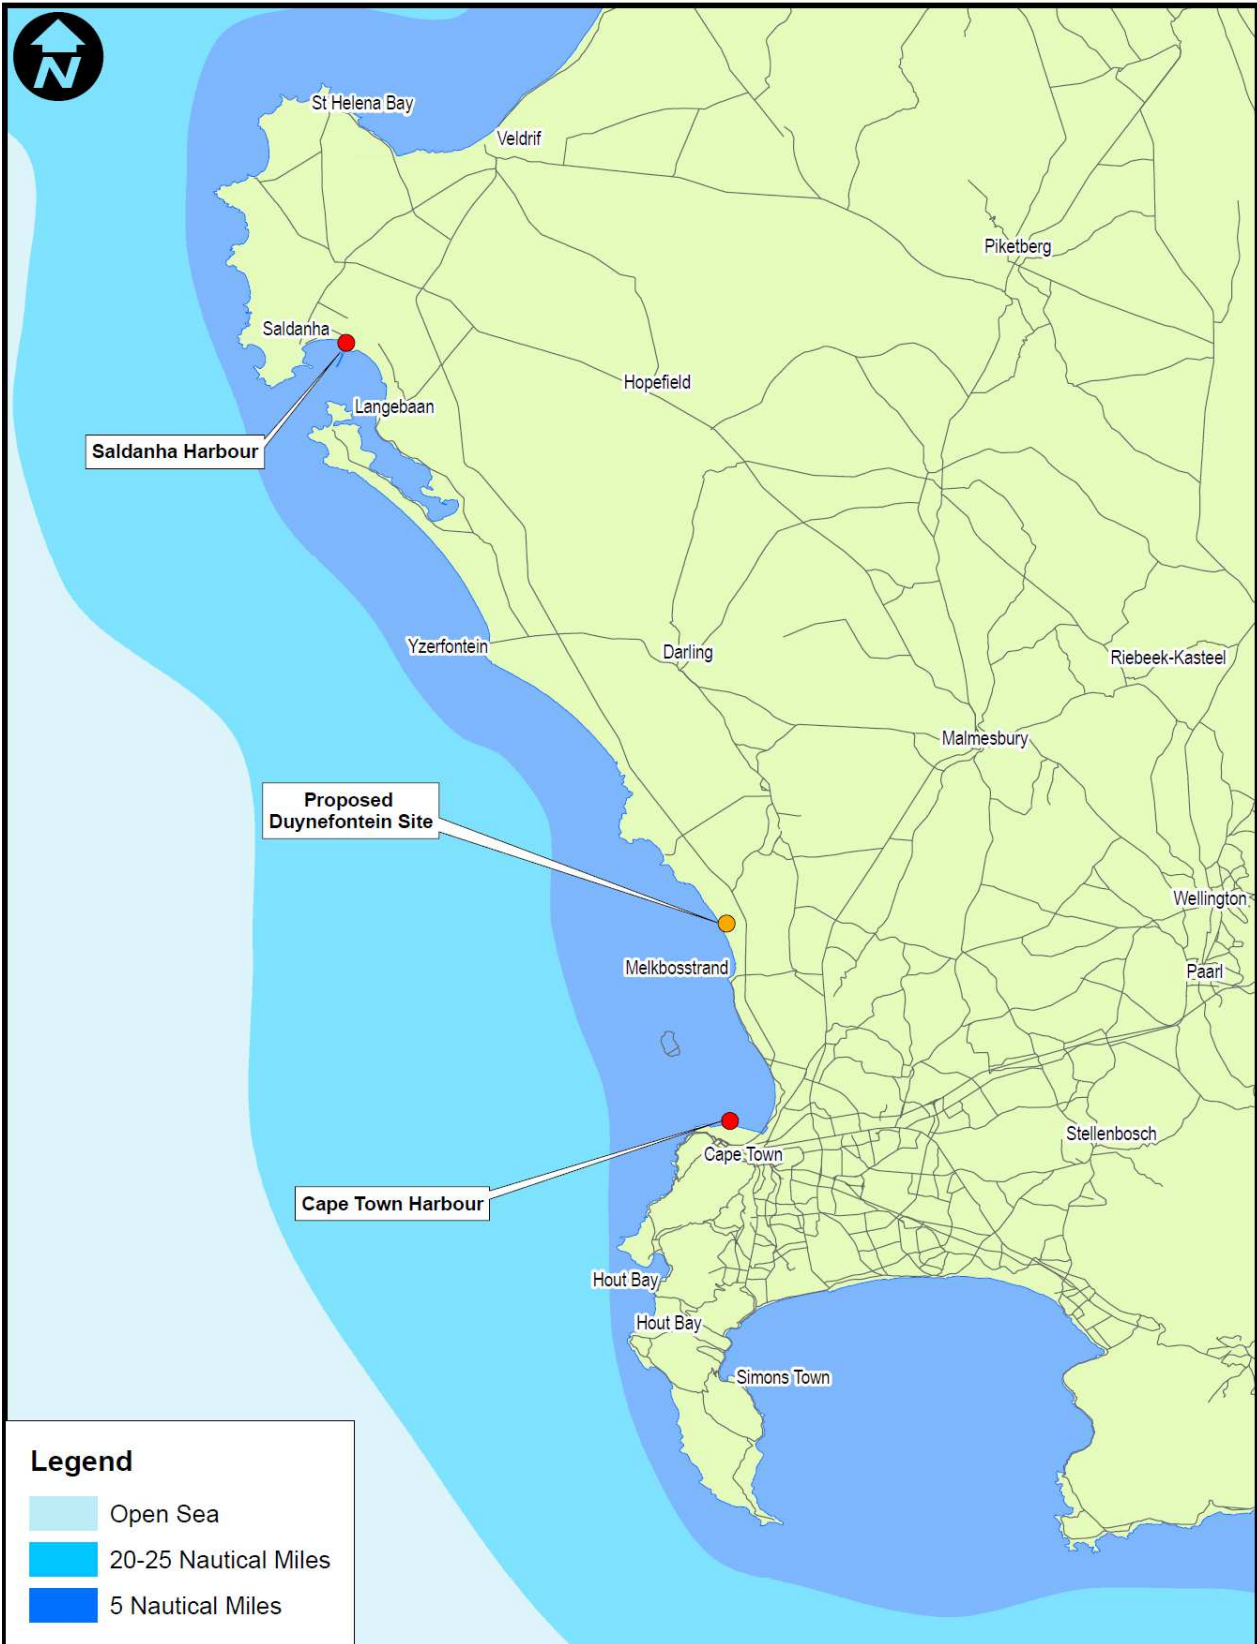 N
St Helena Bay
Veldrif
Piketberg
Saldanha
Hopefield
Langebaan
Saldanha Harbour
Yzerfontein
Darling
Riebeek-Kasteel
Malmesbury
Proposed
Duynefontein Site
Wellington
Melkbosstrand
Paarl
Stellenbosch
Cape Town
Cape Town Harbour
Hout Bay
Hout Bay
Simons Town
Legend
Open Sea
20-25 Nautical Miles
5 Nautical Miles